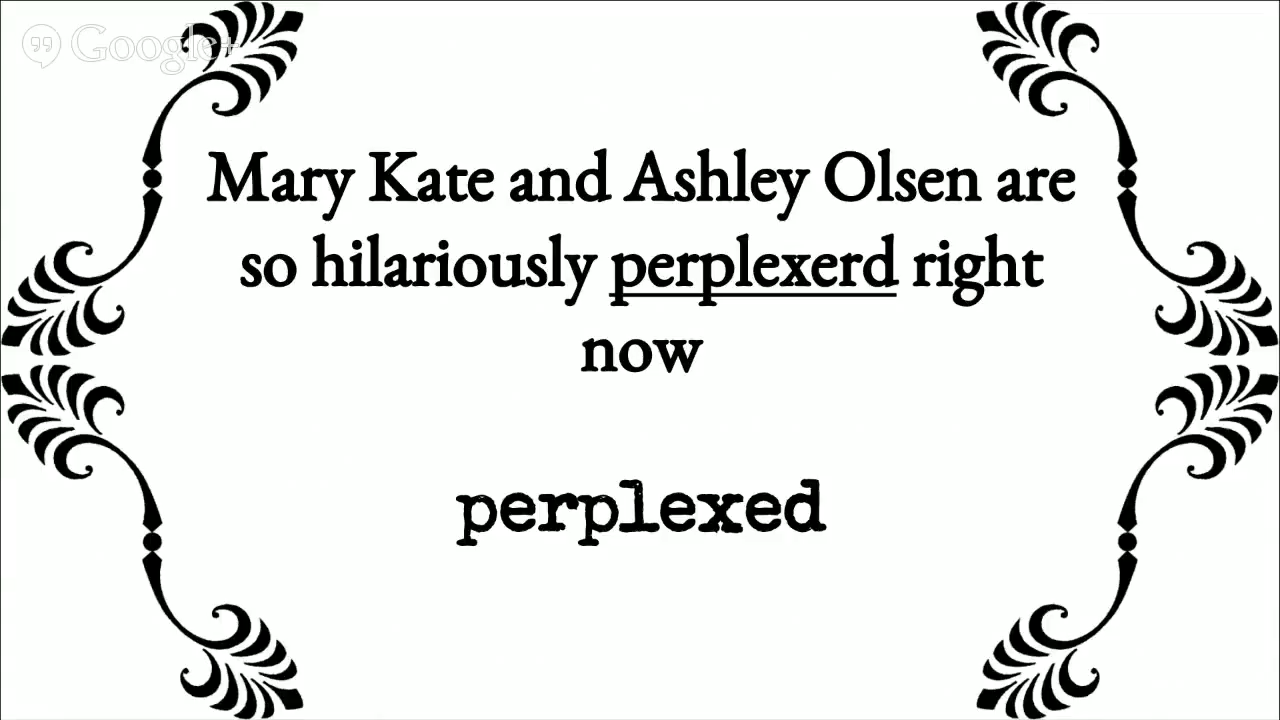 Google+
Mary Kate and Ashley Olsen are
so hilariously perplexerd right
now
perplexed